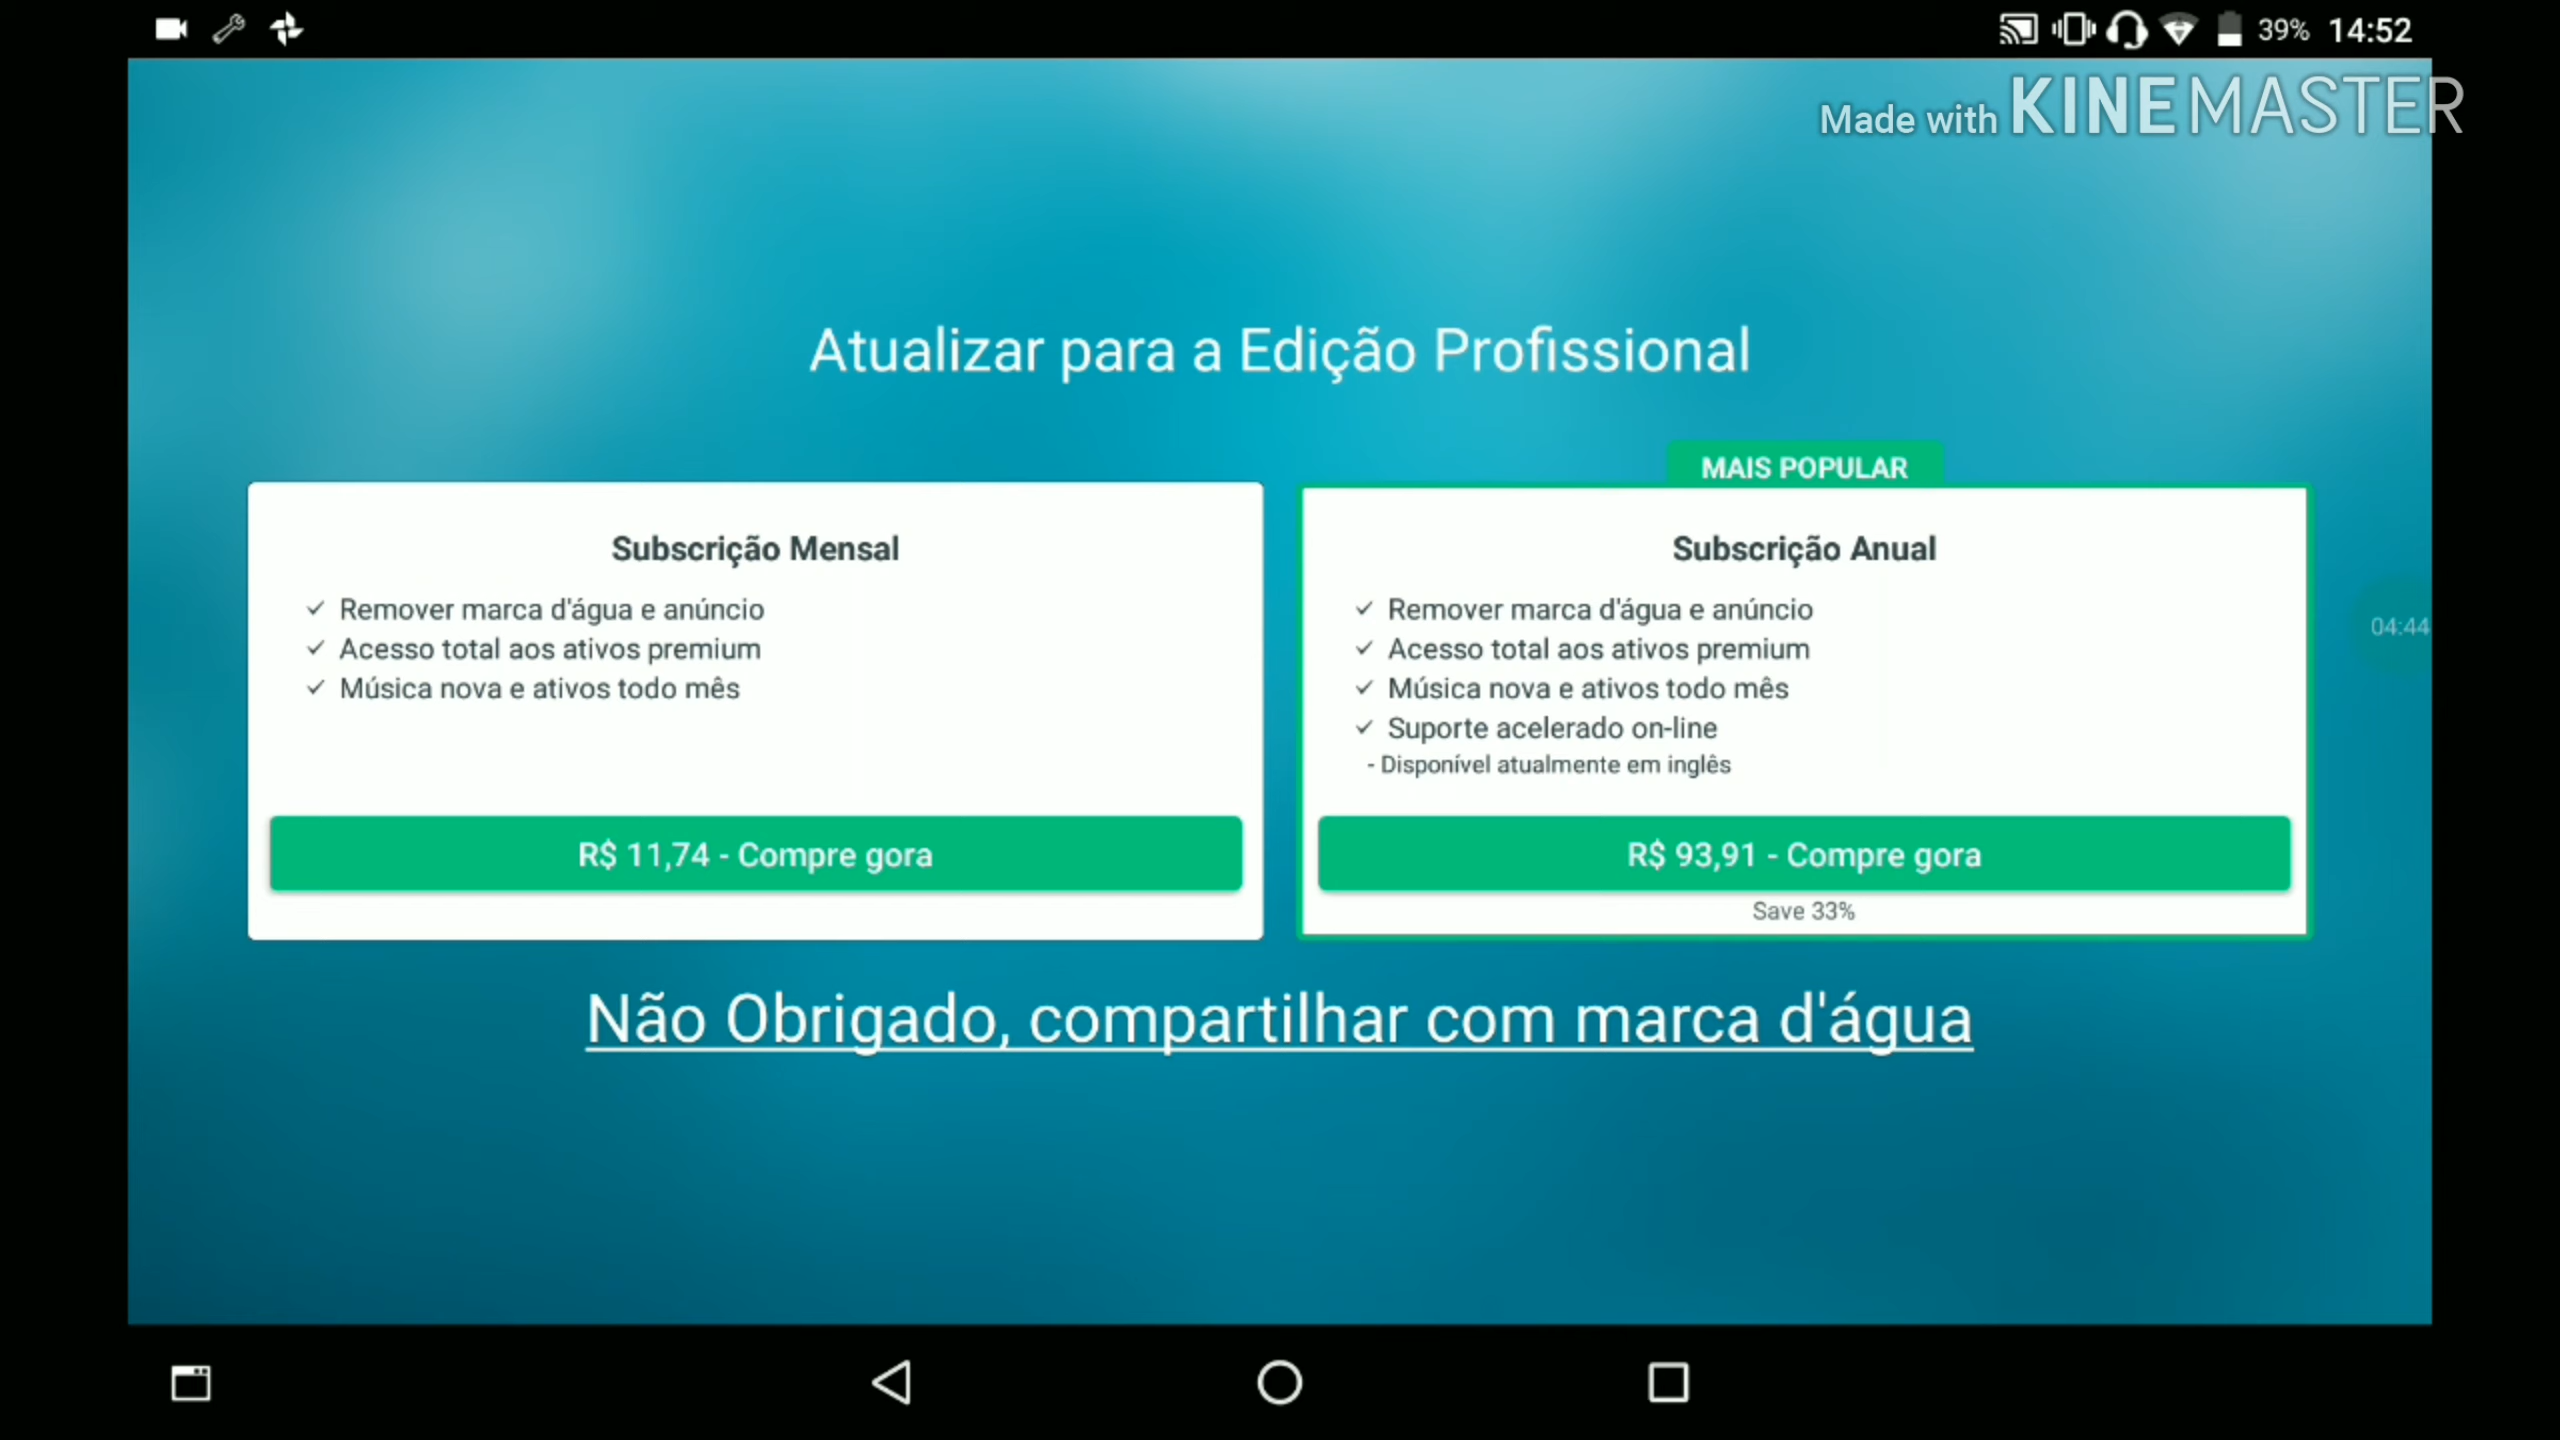 39% 14:52
Made with KINEMASTER
Atualizar para a Edição Profissional
Subscrição Mensal
✓ Remover marca d'água e anúncio
✓ Acesso total aos ativos premium
✓ Música nova e ativos todo mês
R$ 11,74 - Compre gora
MAIS POPULAR
Subscrição Anual
✓ Remover marca d'água e anúncio
✓ Acesso total aos ativos premium
✓ Música nova e ativos todo mês
✓ Suporte acelerado on-line
- Disponível atualmente em inglês
R$ 93,91 - Compre gora
Save 33%
04:44
Não Obrigado, compartilhar com marca d'água